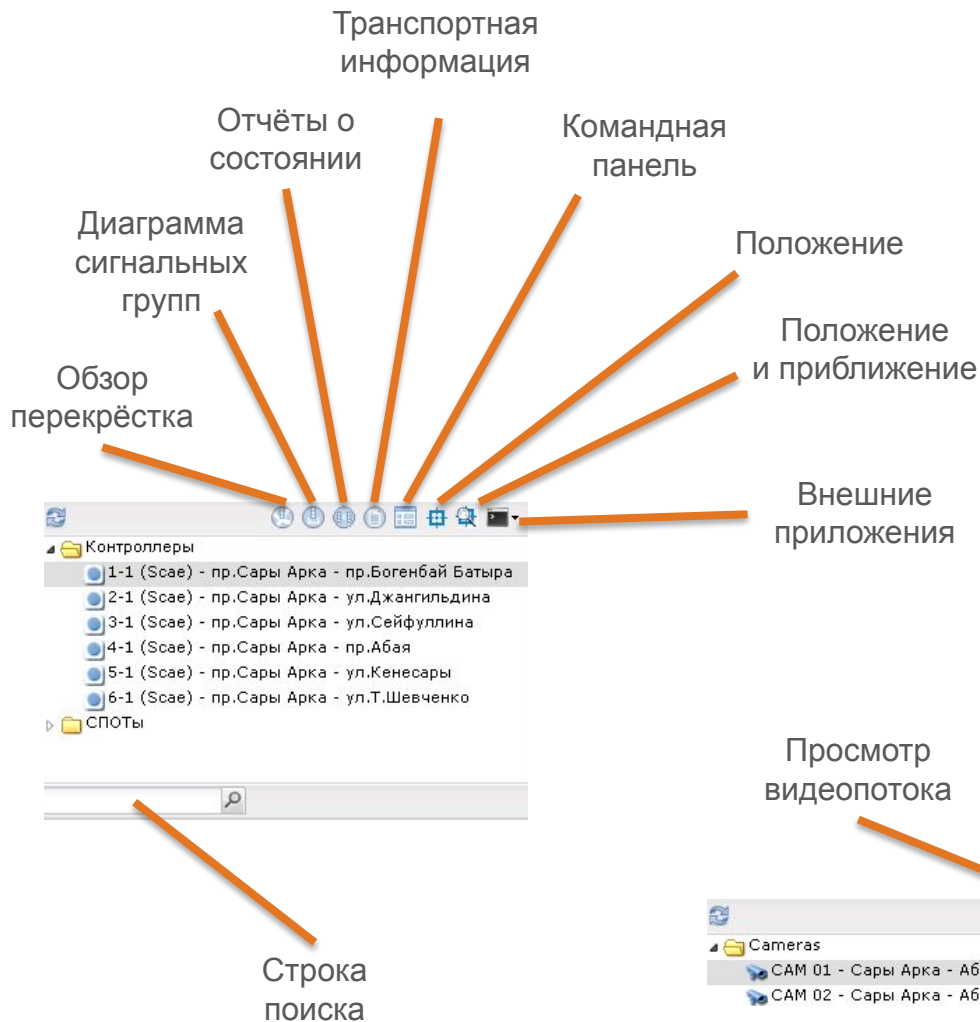 Транспортная
информация
Отчёты о
состоянии
Командная
панель
Диаграмма
сигнальных
групп
Положение
Положение
и приближение
Обзор
перекрёстка
Внешние
приложения
Контроллеры
1-1 (Scae) - пр.Сары Арка - пр.Богенбай Батыра
2-1 (Scae) - пр.Сары Арка - ул.Джангильдина
3-1 (Scae) - пр.Сары Арка - ул.Сейфуллина
4-1 (Scae) - пр.Сары Арка - пр.Абая
5-1 (Scae) - пр.Сары Арка - ул.Кенесары
6-1 (Scae) - пр.Сары Арка - ул.Т.Шевченко
СПОТы
Просмотр
видеопотока
Строка
поиска
Cameras
CAM 01 - Сары Арка - Аб
CAM 02 - Сары Арка - Аб